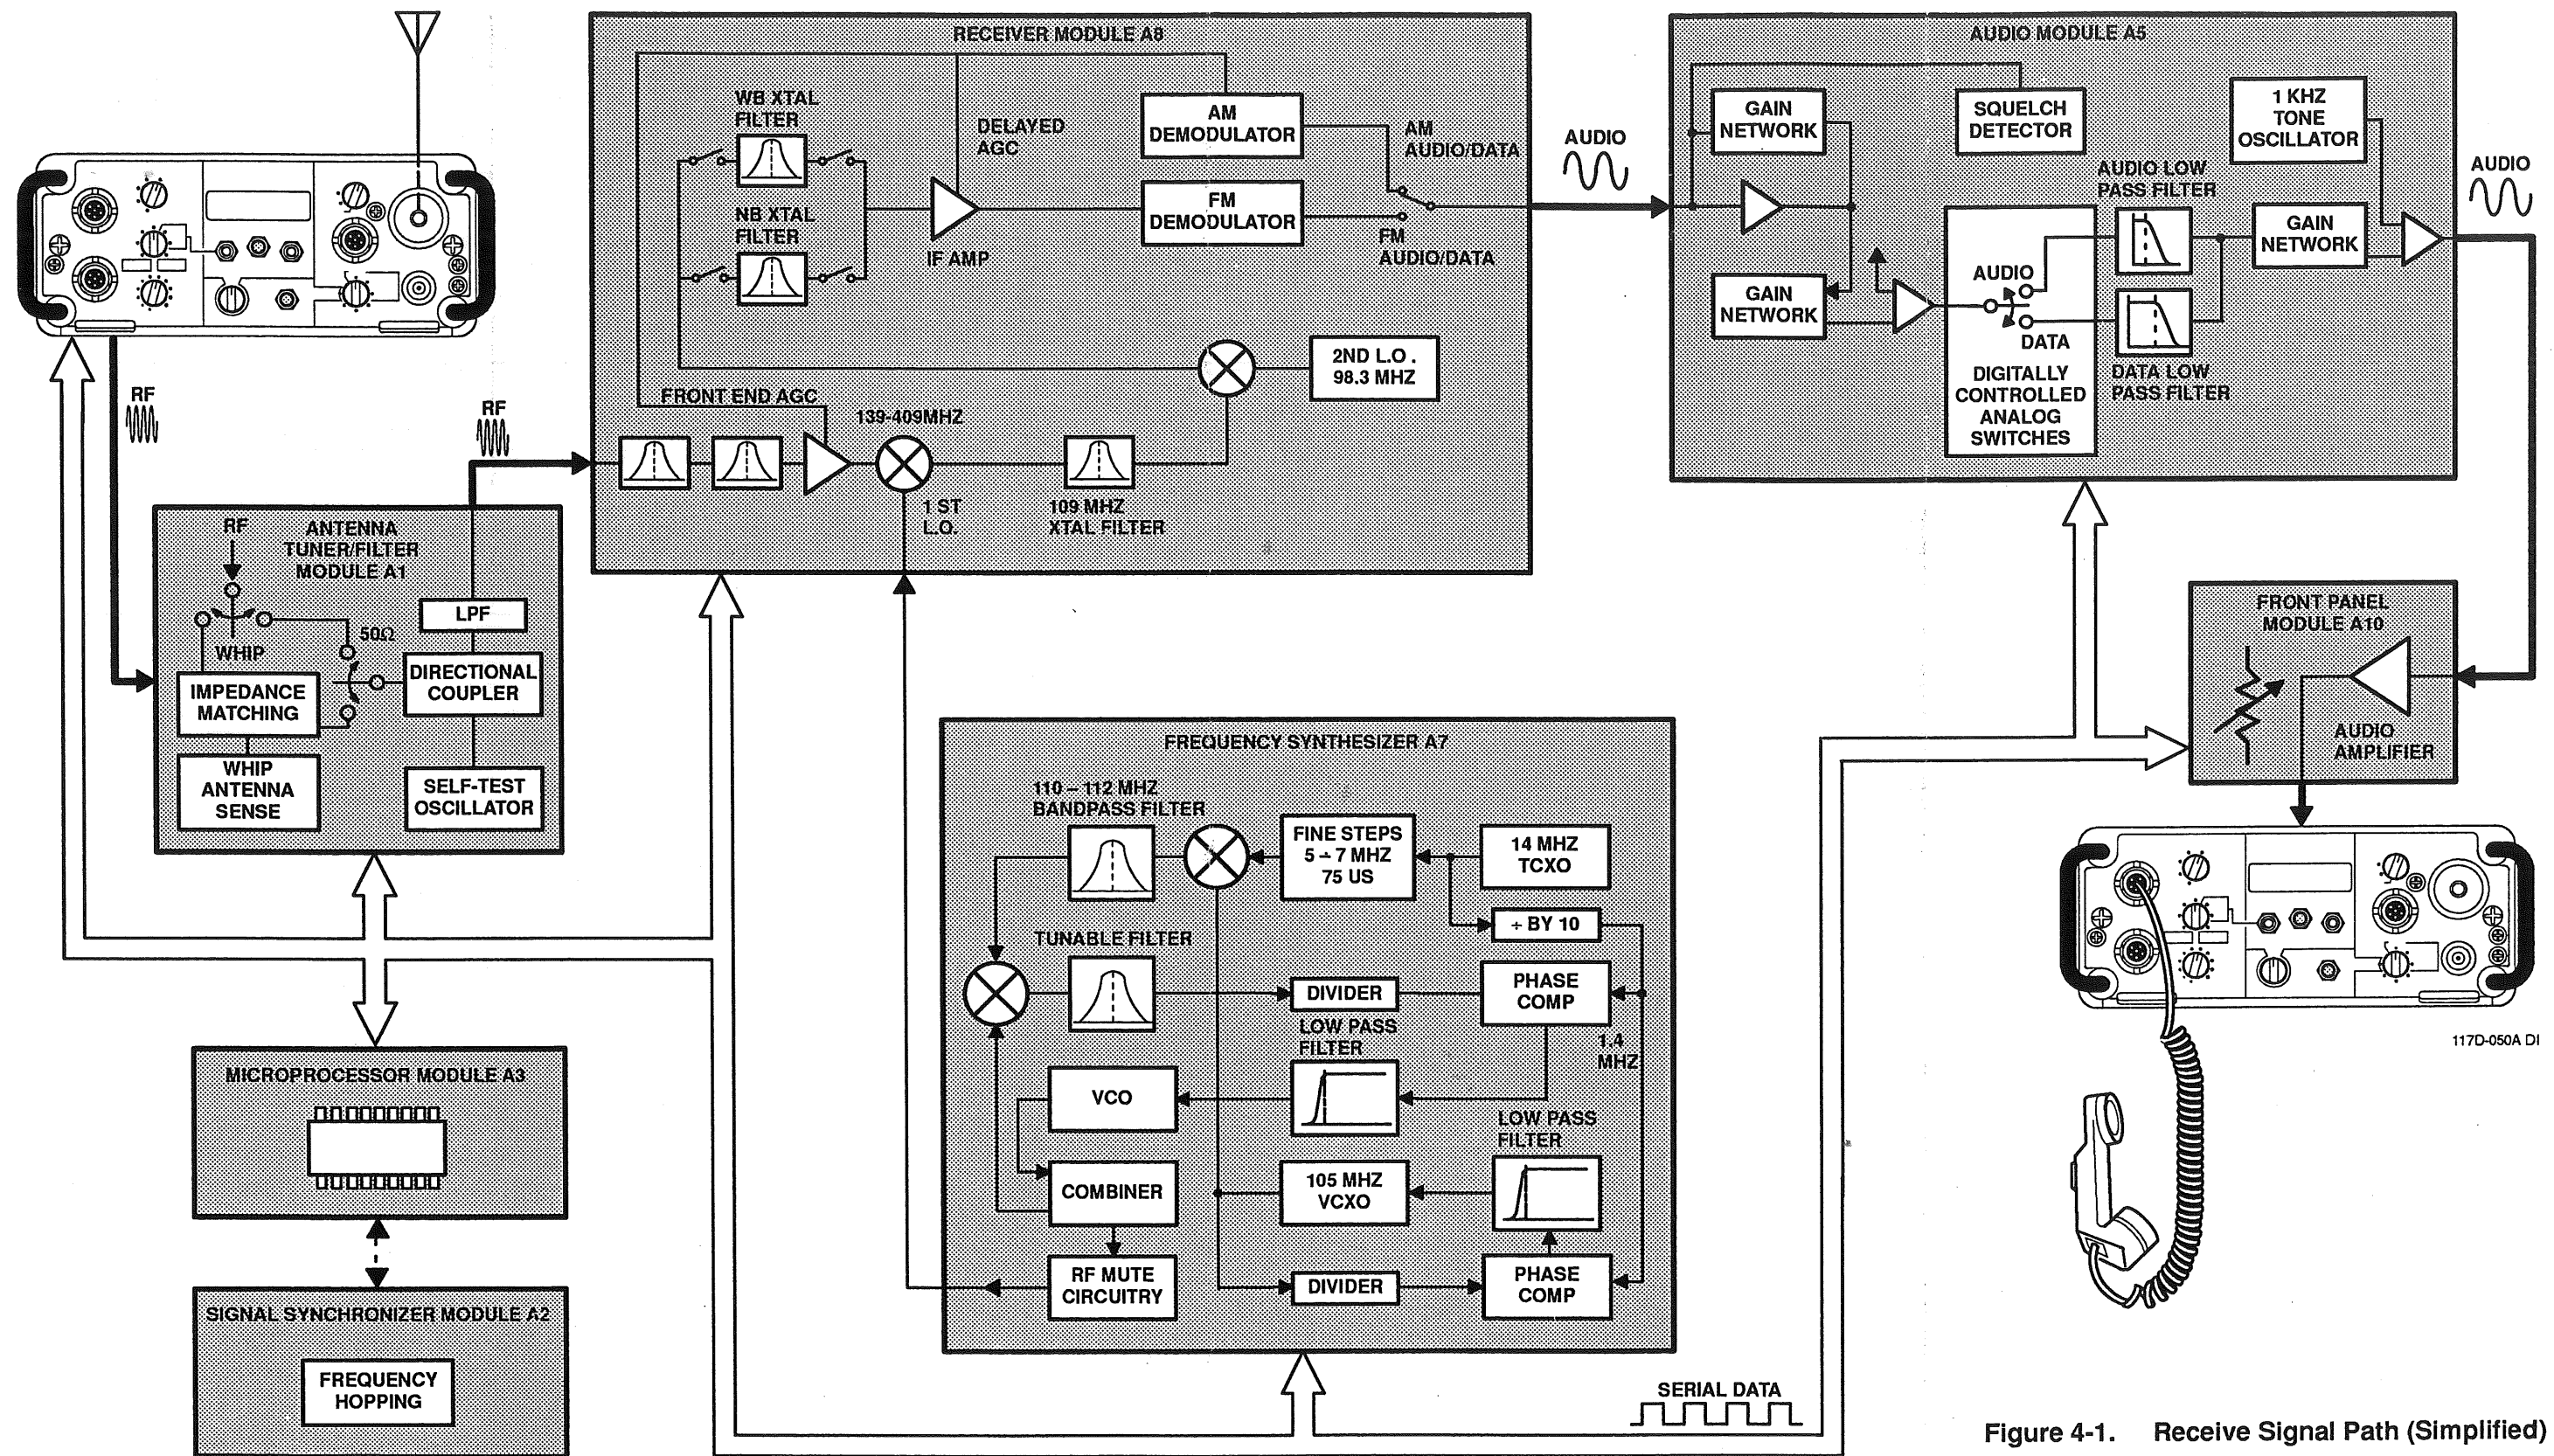 RECEIVER MODULE A8
WB XTAL
FILTER
NB XTAL
FILTER
DELAYED
AGC
IF AMP
AM
DEMODULATOR
FM
DEMODULATOR
AM
AUDIO/DATA
FM
AUDIO/DATA
2ND L.O.
98.3 MHZ
FRONT END AGC
139-409MHZ
1 ST
L.O.
109 MHZ
XTAL FILTER
AUDIO
AUDIO MODULE A5
GAIN
NETWORK
SQUELCH
DETECTOR
1 KHZ
TONE
OSCILLATOR
AUDIO LOW
PASS FILTER
GAIN
NETWORK
GAIN
NETWORK
AUDIO
DATA
DIGITALLY
CONTROLLED
ANALOG
SWITCHES
DATA LOW
PASS FILTER
AUDIO
RF
RF
ANTENNA
TUNER/FILTER
MODULE A1
RF
WHIP
50Ω
LPF
IMPEDANCE
MATCHING
DIRECTIONAL
COUPLER
WHIP
ANTENNA
SENSE
SELF-TEST
OSCILLATOR
FRONT PANEL
MODULE A10
AUDIO
AMPLIFIER
FREQUENCY SYNTHESIZER A7
110 – 112 MHZ
BANDPASS FILTER
FINE STEPS
5 – 7 MHZ
75 US
14 MHZ
TCXO
÷ BY 10
TUNABLE FILTER
DIVIDER
PHASE
COMP
LOW PASS
FILTER
1.4
MHZ
VCO
LOW PASS
FILTER
COMBINER
105 MHZ
VCXO
RF MUTE
CIRCUITRY
DIVIDER
PHASE
COMP
MICROPROCESSOR MODULE A3
SIGNAL SYNCHRONIZER MODULE A2
FREQUENCY
HOPPING
SERIAL DATA
117D-050A DI
Figure 4-1. Receive Signal Path (Simplified)